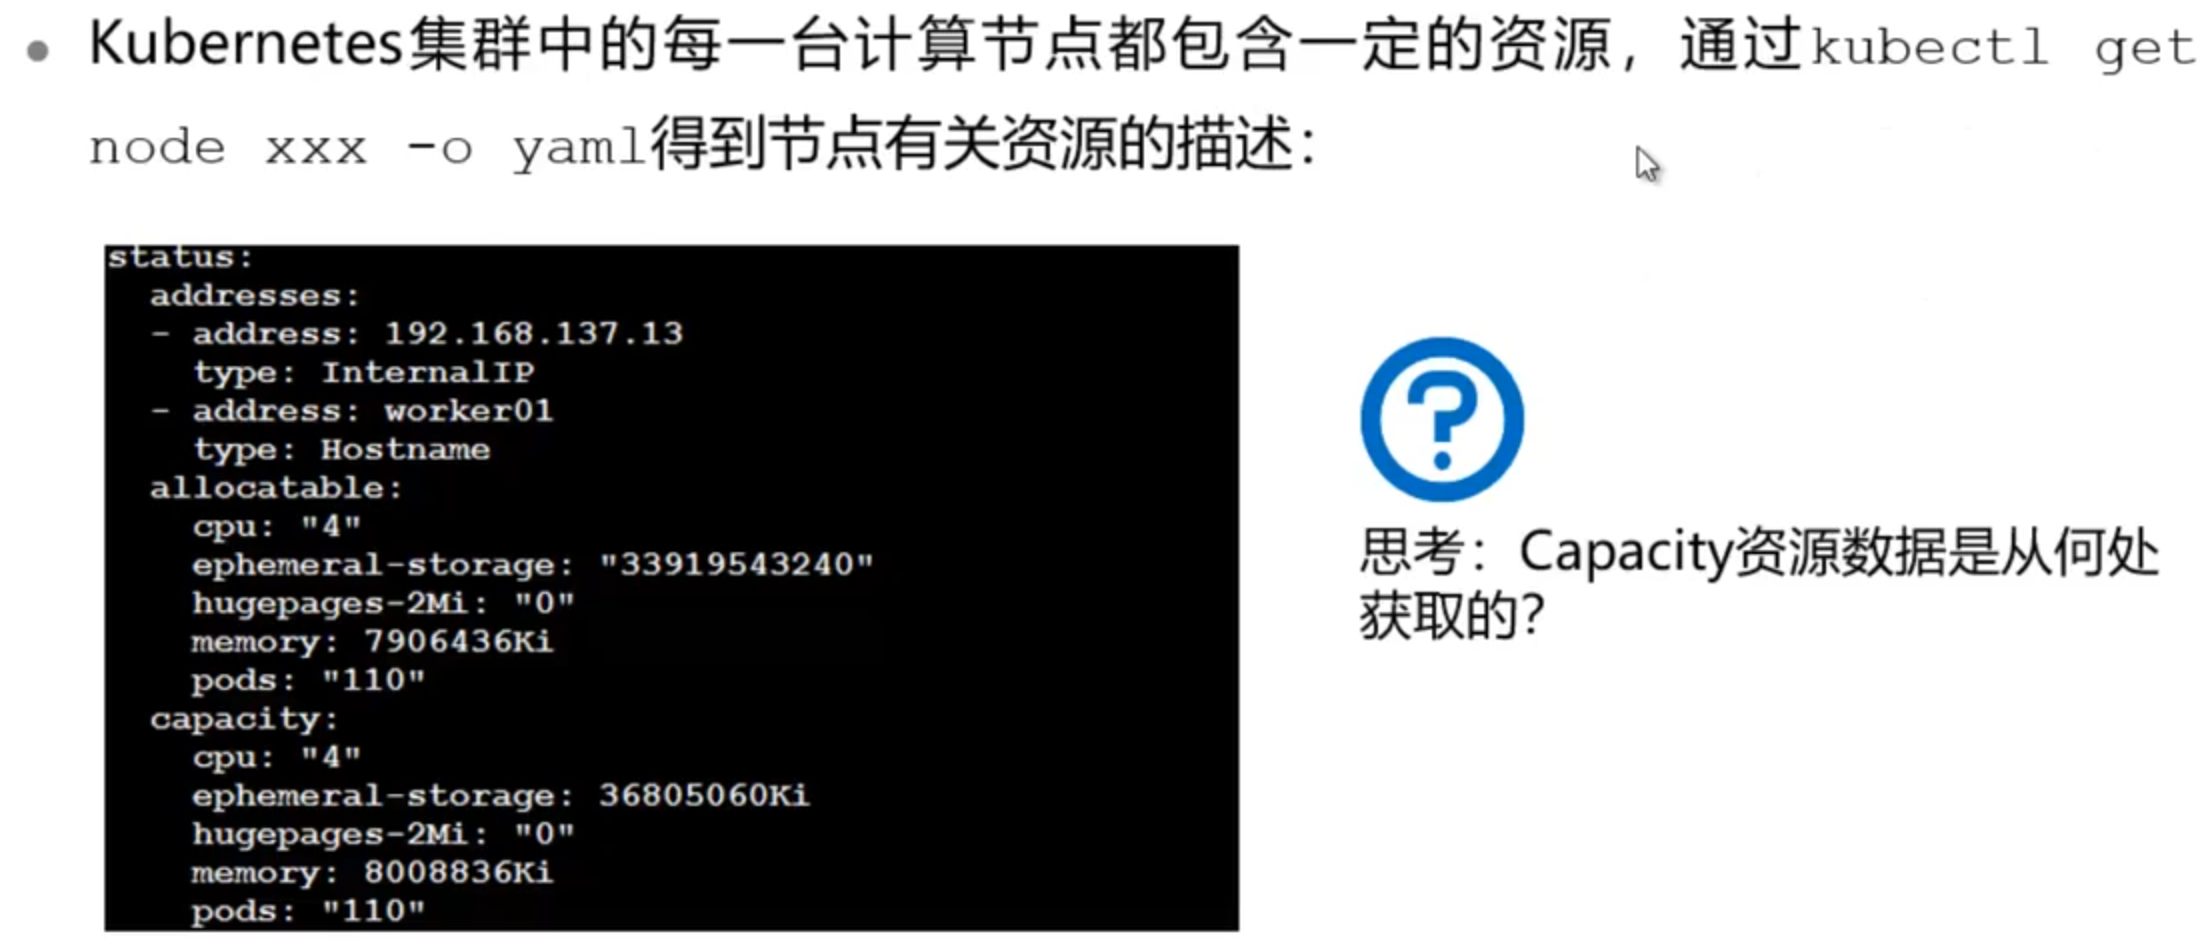 • Kubernetes集群中的每一台计算节点都包含一定的资源，通过kubectl get
node xxx -o yaml得到节点有关资源的描述：
status:
  addresses:
  - address: 192.168.137.13
    type: InternalIP
  - address: worker01
    type: Hostname
  allocatable:
    cpu: "4"
    ephemeral-storage: "33919543240"
    hugepages-2Mi: "0"
    memory: 7906436Ki
    pods: "110"
  capacity:
    cpu: "4"
    ephemeral-storage: 36805060Ki
    hugepages-2Mi: "0"
    memory: 8008836Ki
    pods: "110"
?
思考：Capacity资源数据是从何处
获取的？